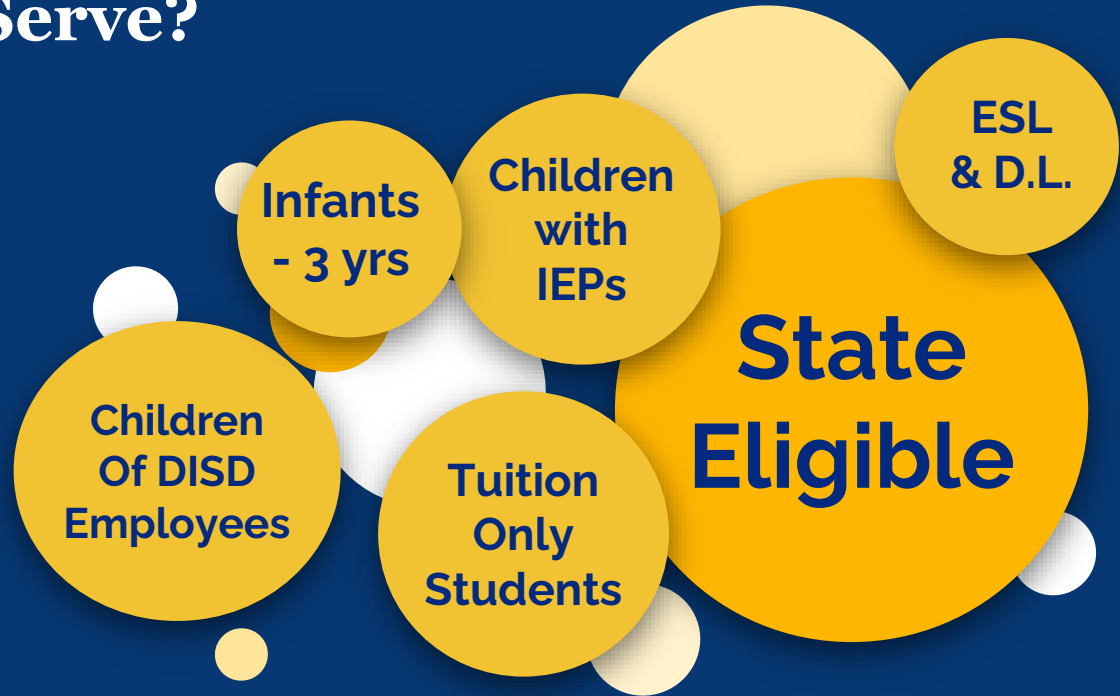 Serve?
ESL
& D.L.
Children
with
IEPs
Infants
- 3 yrs
State
Eligible
Children
Of DISD
Employees
Tuition
Only
Students